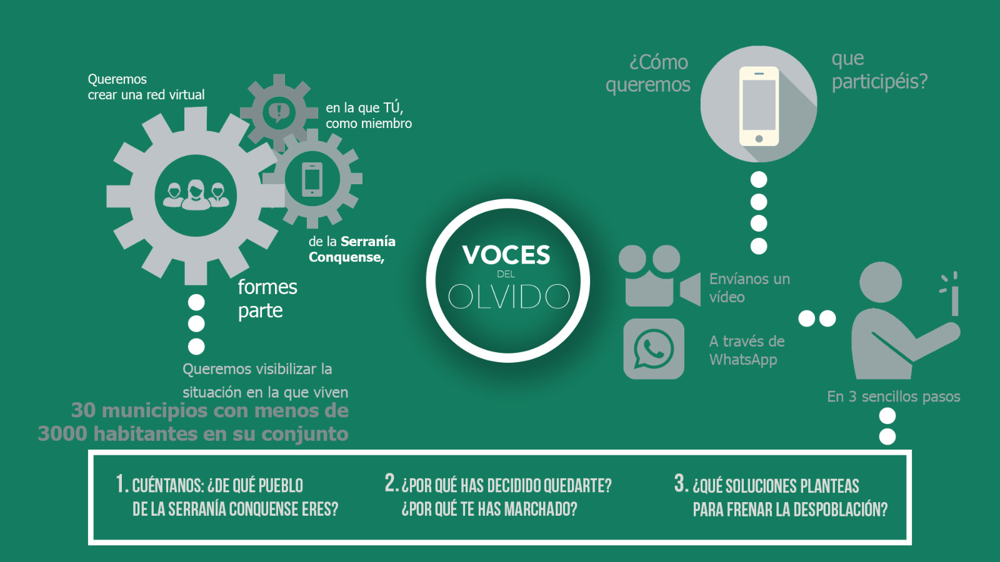 Queremos
crear una red virtual
en la que TÚ,
como miembro
de la Serranía
Conquense,
formes
parte
Queremos visibilizar la
situación en la que viven
30 municipios con menos de
3000 habitantes en su conjunto
VOCES
DEL
OLVIDO
¿Cómo
queremos
que
participéis?
Envíanos un
vídeo
A través de
WhatsApp
En 3 sencillos pasos
1. CUÉNTANOS: ¿DE QUÉ PUEBLO
DE LA SERRANÍA CONQUENSE ERES?
2. ¿POR QUÉ HAS DECIDIDO QUEDARTE?
¿POR QUÉ TE HAS MARCHADO?
3. ¿QUÉ SOLUCIONES PLANTEAS
PARA FRENAR LA DESPOBLACIÓN?